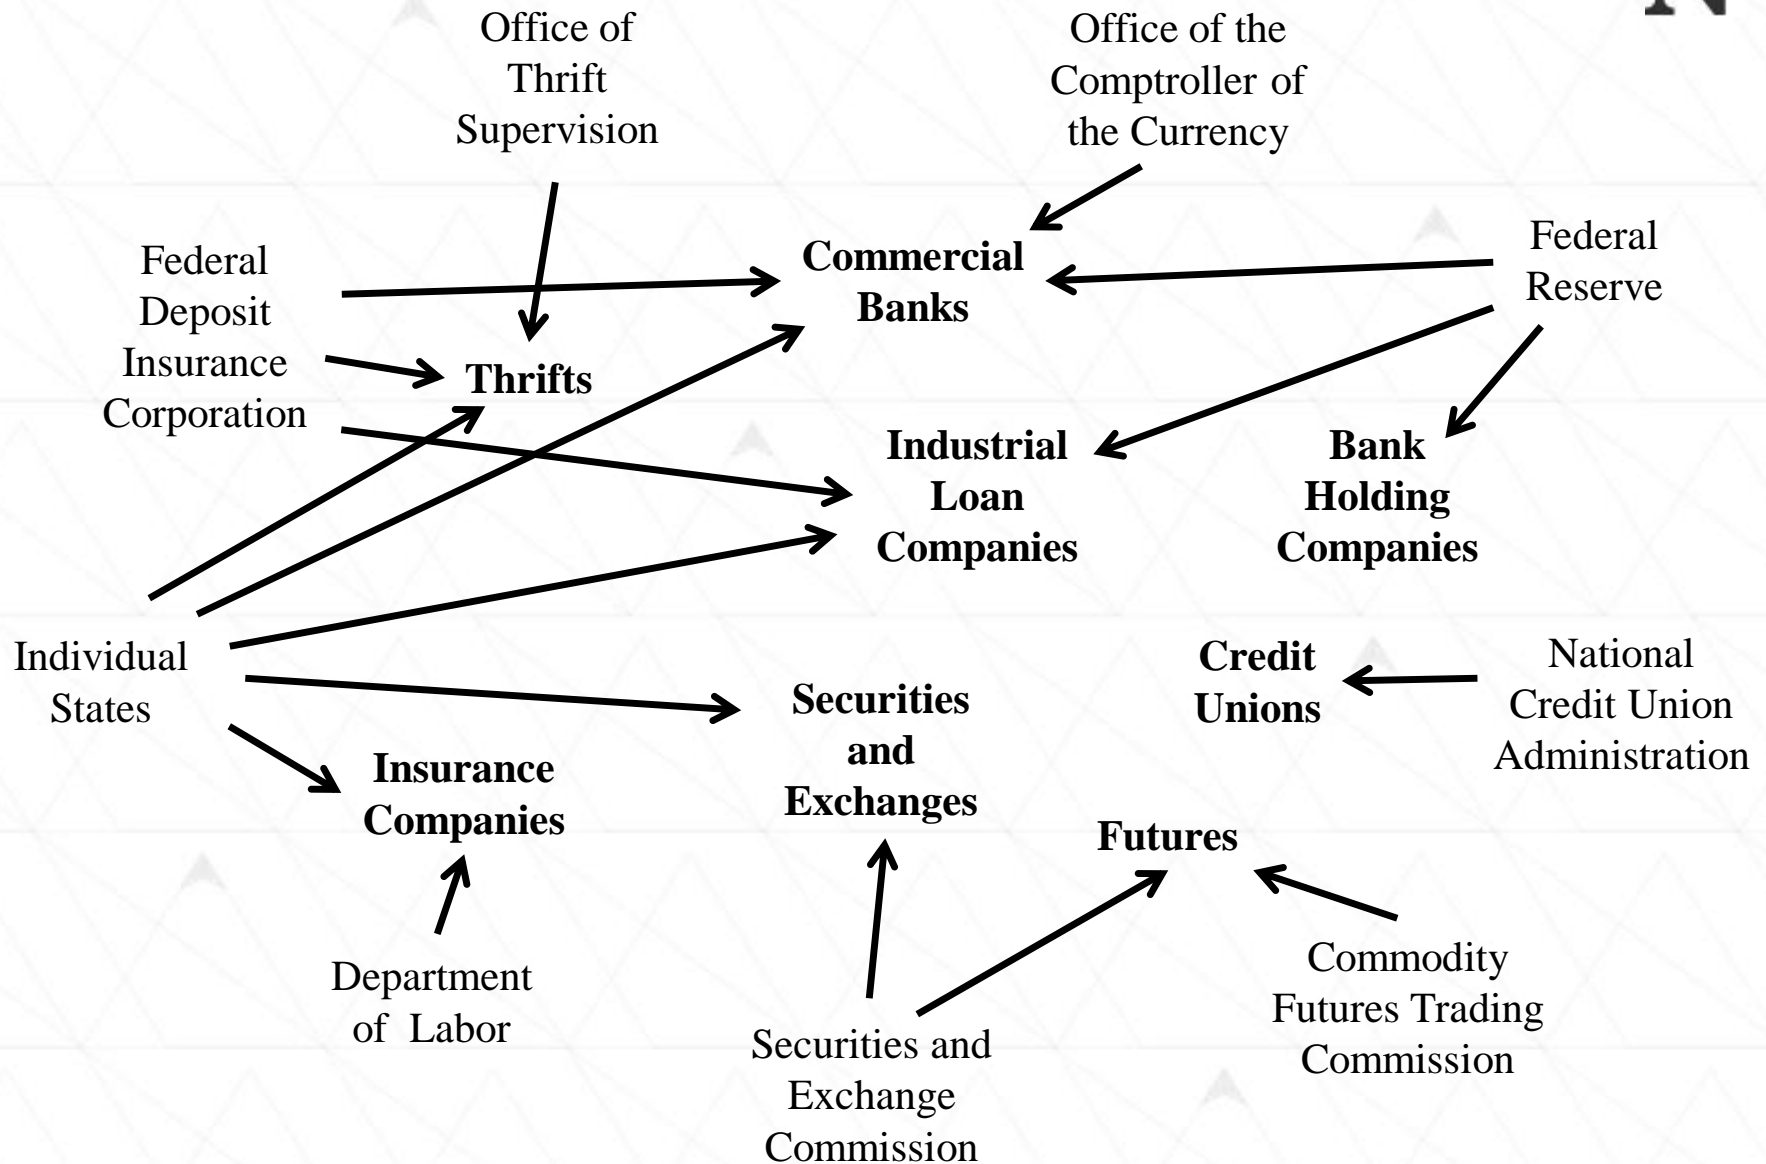 Office of
Thrift
Supervision
Office of the
Comptroller of
the Currency
Federal
Deposit
Insurance
Corporation
Commercial
Banks
Federal
Reserve
Thrifts
Industrial
Loan
Companies
Bank
Holding
Companies
Individual
States
Credit
Unions
National
Credit Union
Administration
Securities
and
Exchanges
Insurance
Companies
Futures
Department
of Labor
Securities and
Exchange
Commission
Commodity
Futures Trading
Commission